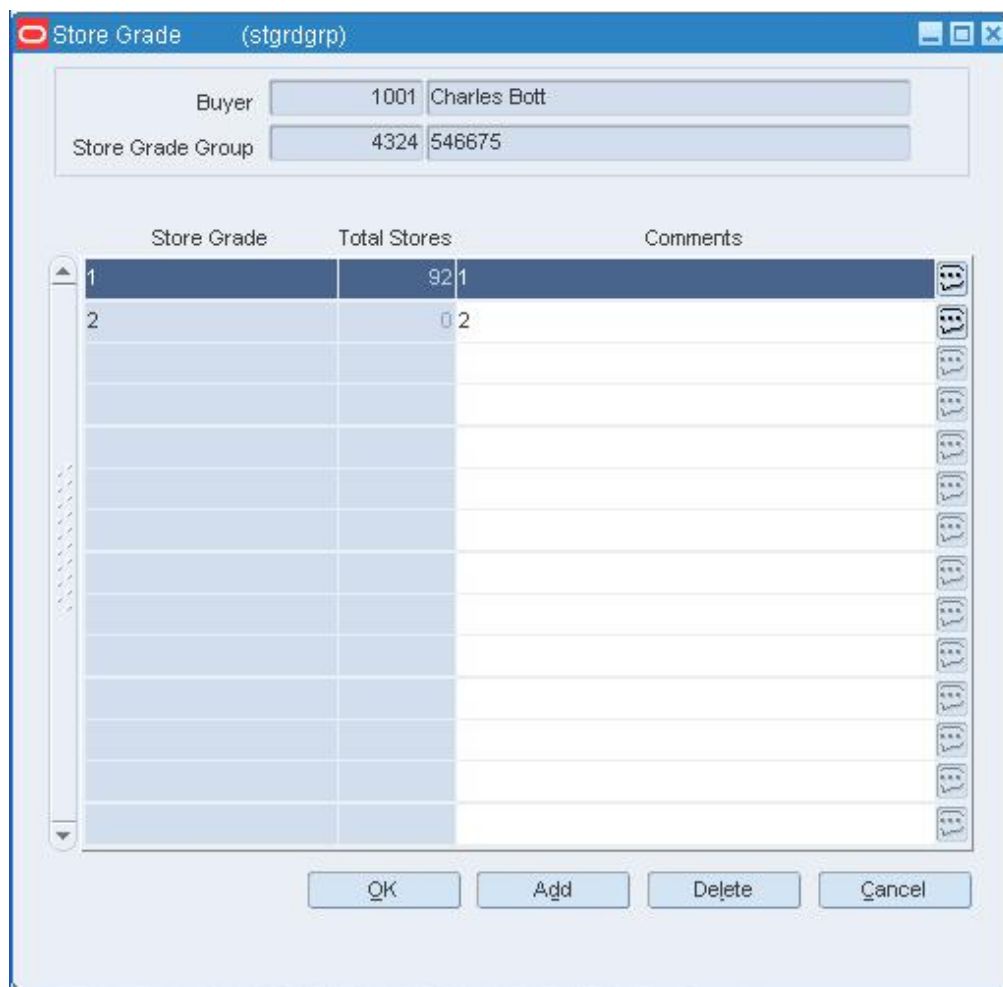 Store Grade (stgrdgrp)
Buyer 1001 Charles Bott
Store Grade Group 4324 546675
Store Grade Total Stores Comments
1 92 1
2 0 2
OK Add Delete Cancel